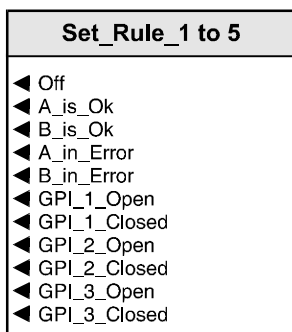 Set_Rule_1 to 5
Off
A_is_Ok
B_is_Ok
A_in_Error
B_in_Error
GPI_1_Open
GPI_1_Closed
GPI_2_Open
GPI_2_Closed
GPI_3_Open
GPI_3_Closed